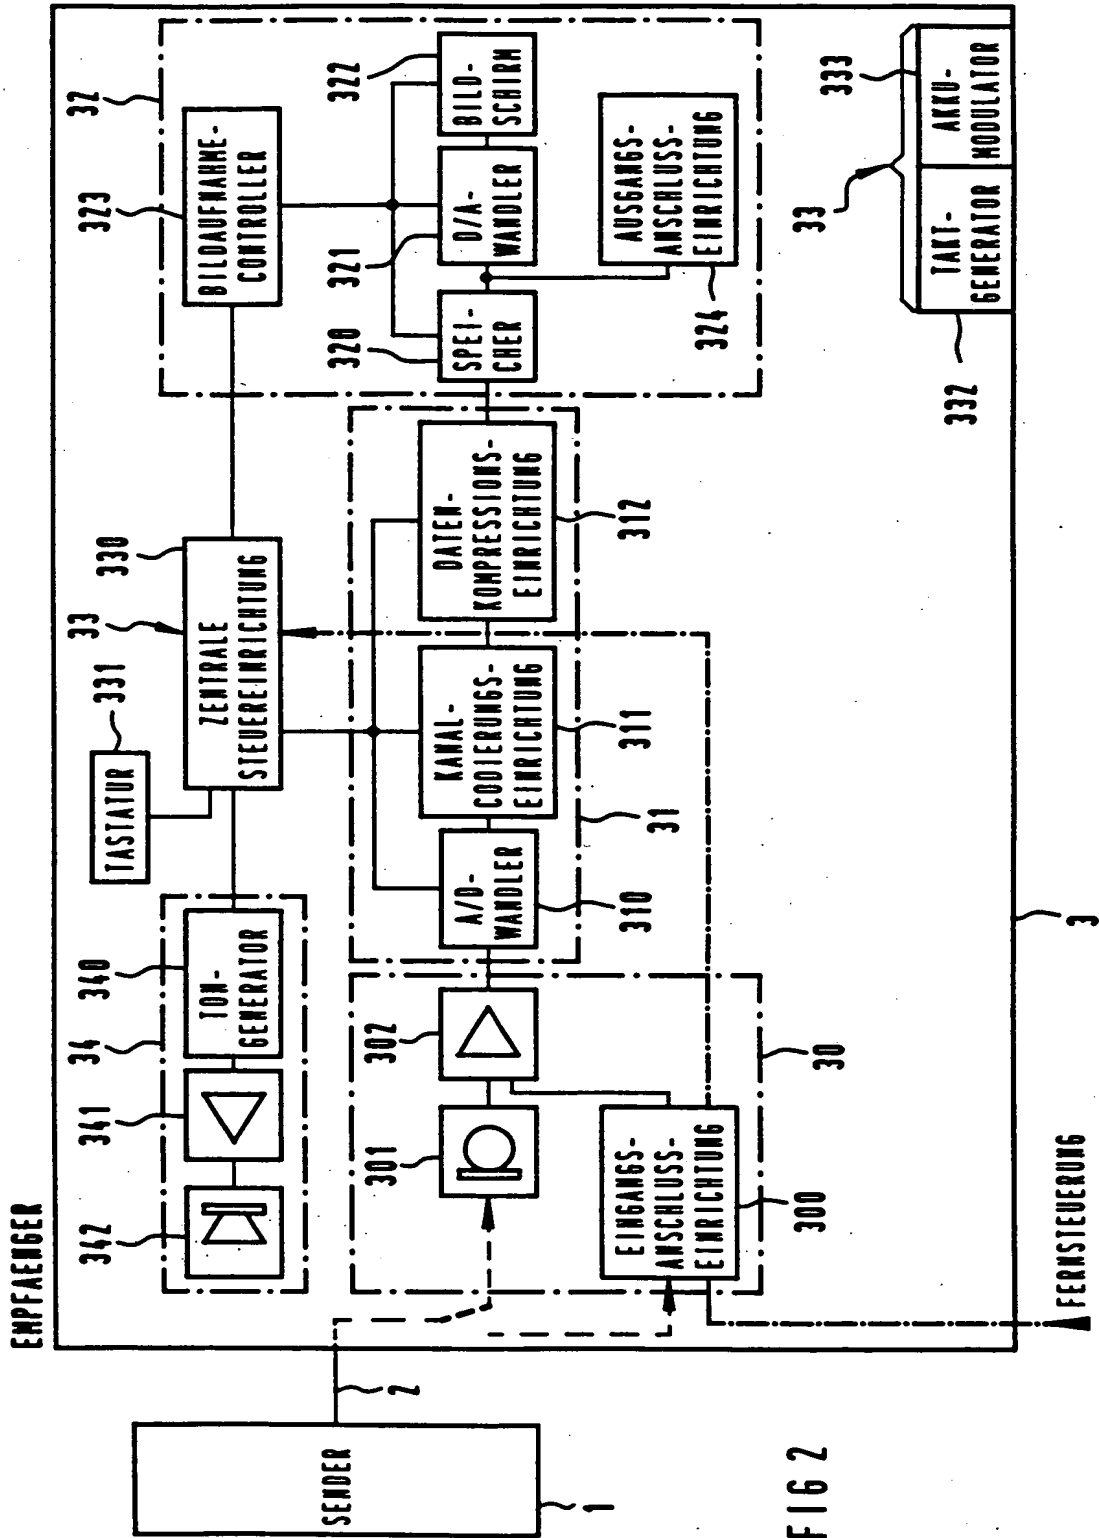 EMPFAENGER
32
323
BILDAUFNAHME-
CONTROLLER
322
BILD-
SCHIRM
321
D/A-
WANDLER
320
SPEI-
CHER
AUSGANGS-
ANSCHLUSS-
EINRICHTUNG
324
33
333
TAKT-
GENERATOR
AKKU-
MODULATOR
332
331
TASTATUR
33
330
ZENTRALE
STEUEREINRICHTUNG
34
340
TON-
GENERATOR
341
342
A/D-
WANDLER
310
KANAL-
CODIERUNGS-
EINRICHTUNG
311
DATEN-
KOMPRESSIONS-
EINRICHTUNG
312
31
301
302
EINGANGS-
ANSCHLUSS-
EINRICHTUNG
300
30
3
FERNSTEUERUNG
SENDER
1
2
FIG 2